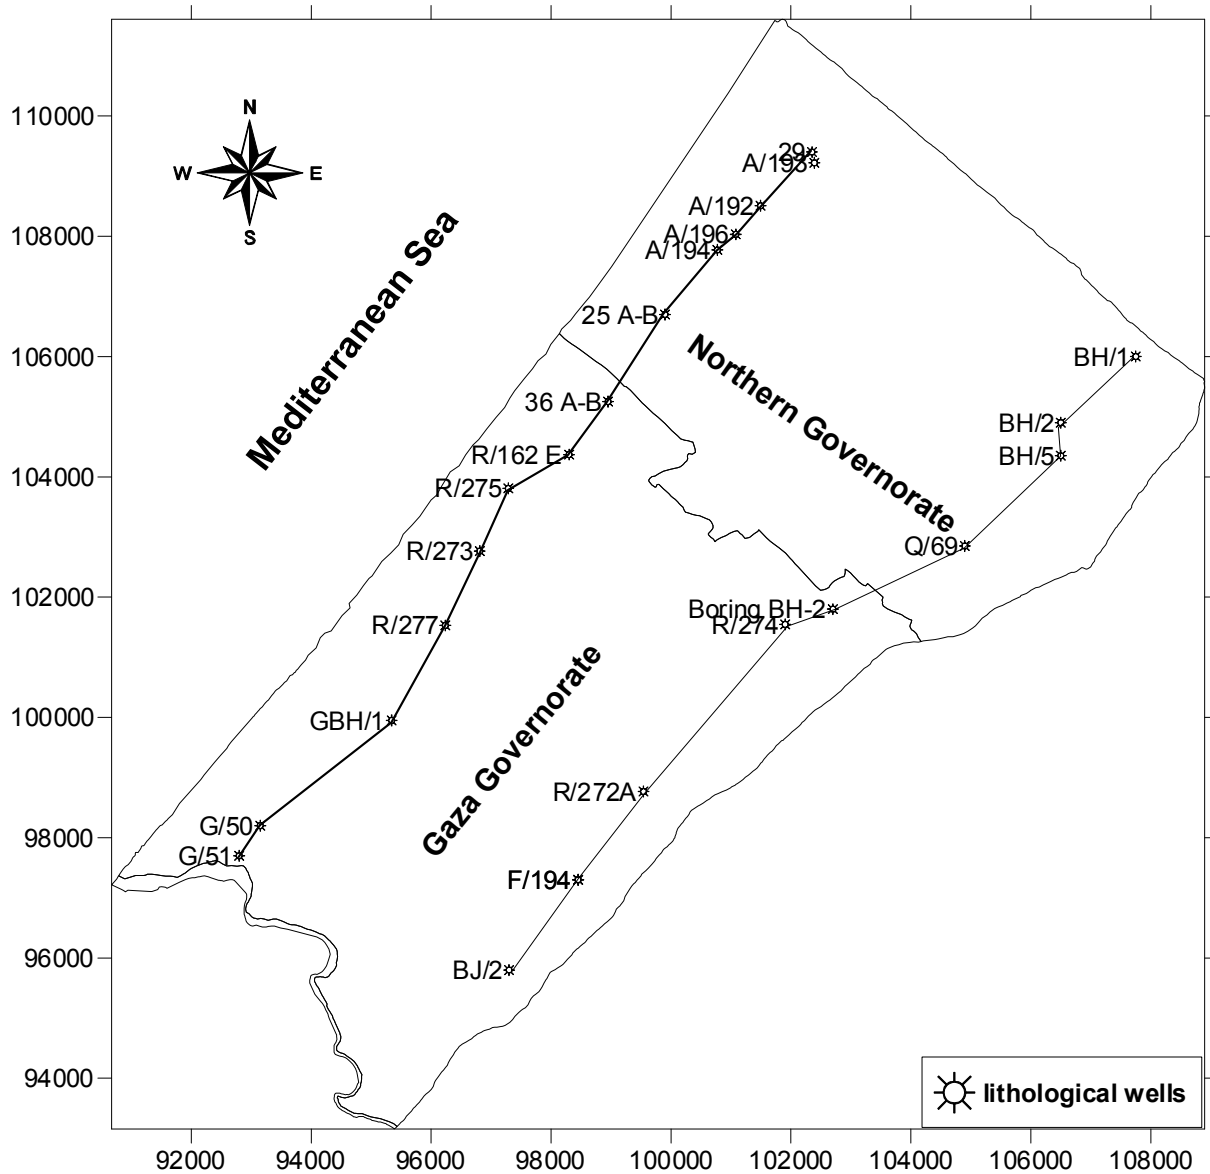 110000
108000
106000
104000
102000
100000
98000
96000
94000
N
W
E
S
Mediterranean Sea
Northern Governorate
Gaza Governorate
29
A/193
A/192
A/196
A/194
25 A-B
36 A-B
R/162 E
R/275
R/273
R/277
GBH/1
G/50
G/51
BH/1
BH/2
BH/5
Q/69
Boring BH-2
R/274
R/272A
F/194
BJ/2
lithological wells
92000
94000
96000
98000
100000
102000
104000
106000
108000